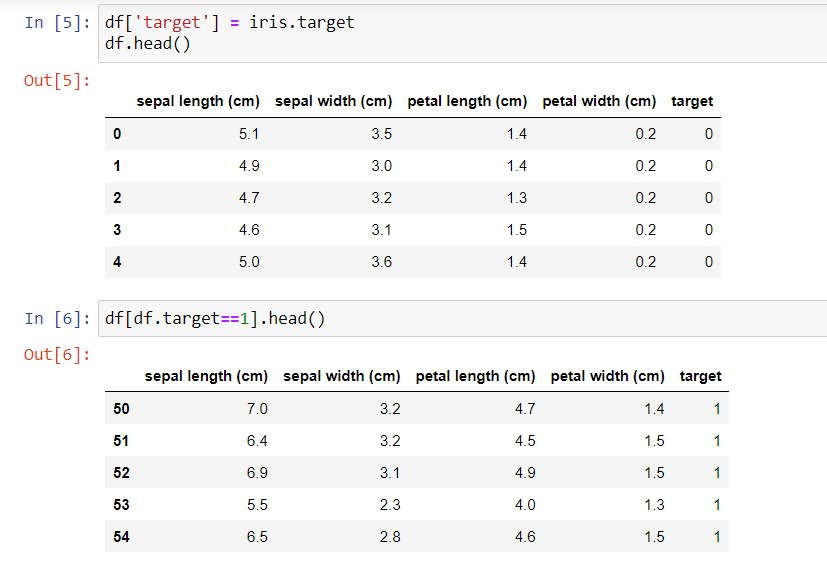 In [5]: df['target'] = iris.target
df.head()
Out[5]:
sepal length (cm) sepal width (cm) petal length (cm) petal width (cm) target
0 5.1 3.5 1.4 0.2 0
1 4.9 3.0 1.4 0.2 0
2 4.7 3.2 1.3 0.2 0
3 4.6 3.1 1.5 0.2 0
4 5.0 3.6 1.4 0.2 0
In [6]: df[df.target==1].head()
Out[6]:
sepal length (cm) sepal width (cm) petal length (cm) petal width (cm) target
50 7.0 3.2 4.7 1.4 1
51 6.4 3.2 4.5 1.5 1
52 6.9 3.1 4.9 1.5 1
53 5.5 2.3 4.0 1.3 1
54 6.5 2.8 4.6 1.5 1